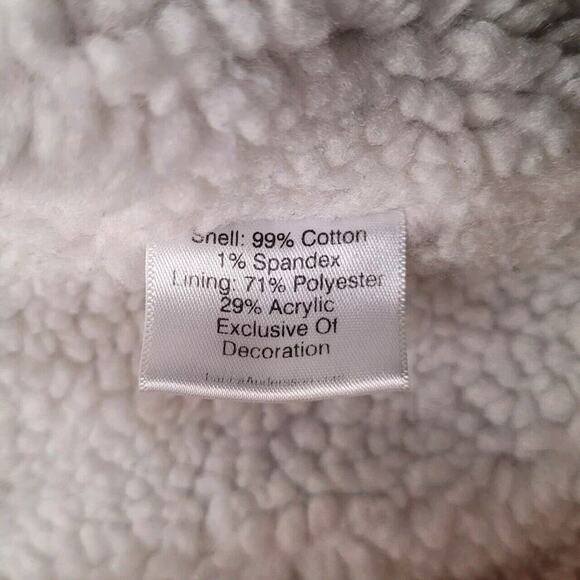 Shell: 99% Cotton
1% Spandex
Lining: 71% Polyester
29% Acrylic
Exclusive Of
Decoration